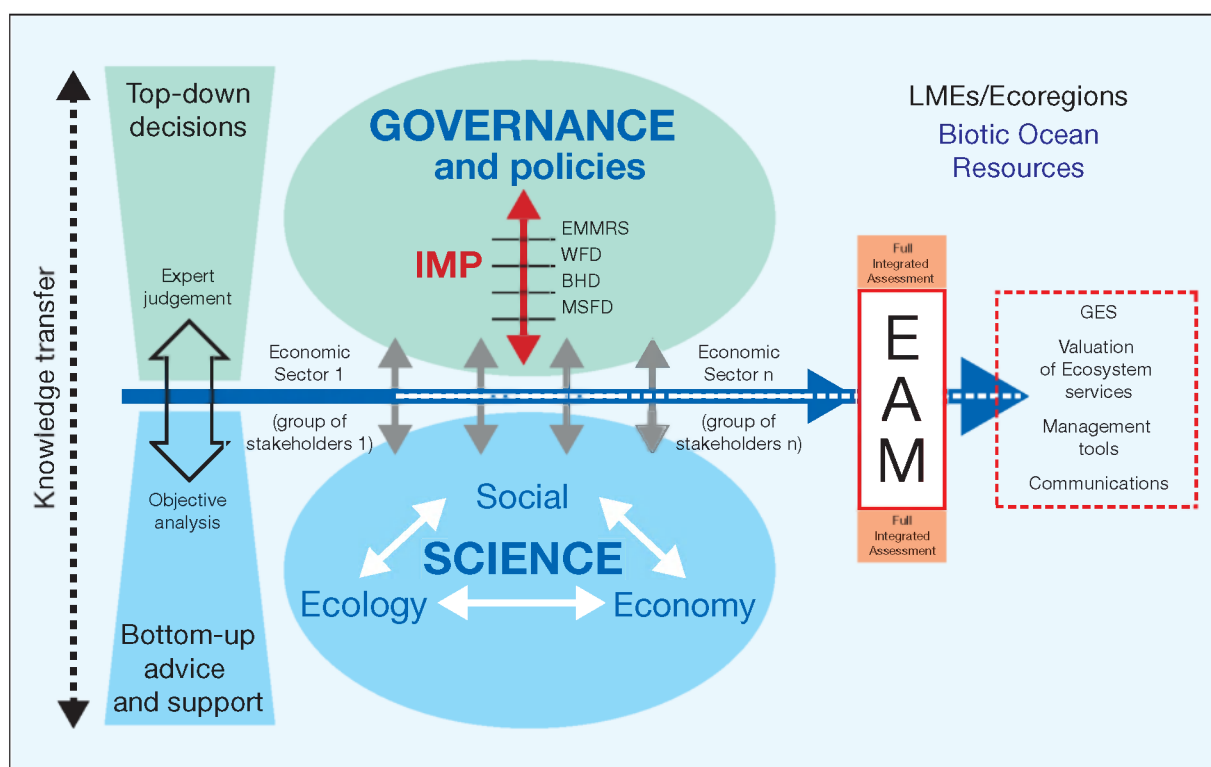 Knowledge transfer
Top-down
decisions
Expert
judgement
Objective
analysis
Bottom-up
advice
and support
GOVERNANCE
and policies
IMP
EMMRS
WFD
BHD
MSFD
Economic
Sector 1
(group of
stakeholders 1)
Economic
Sector n
(group of
stakeholders n)
Social
SCIENCE
Ecology
Economy
LMEs/Ecoregions
Biotic Ocean
Resources
Full
Integrated
Assessment
E
A
M
Full
Integrated
Assessment
GES
Valuation
of Ecosystem
services
Management
tools
Communications